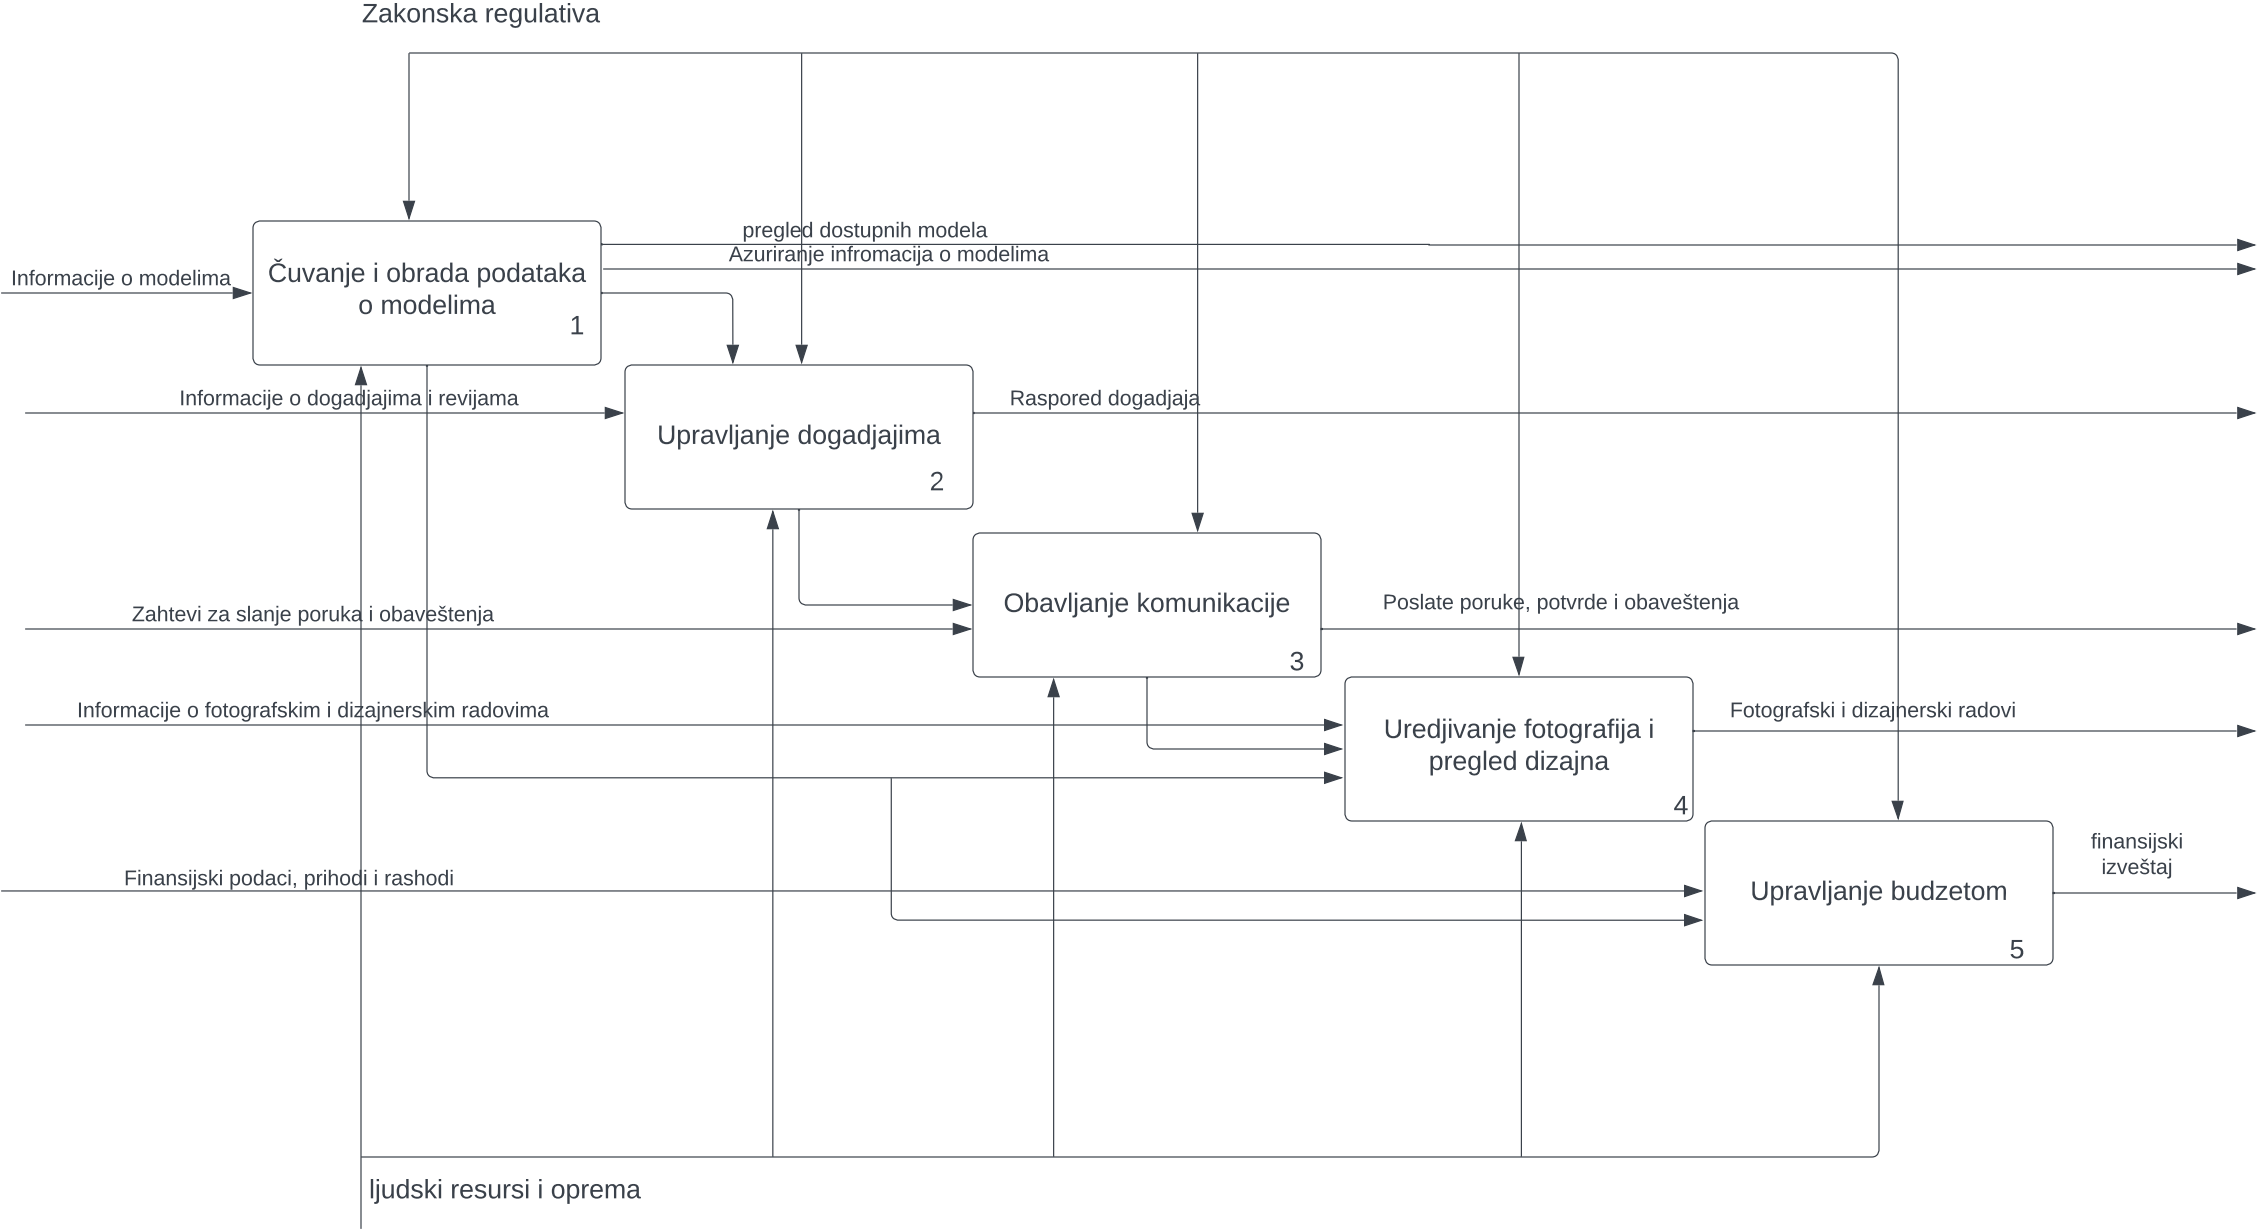 Zakonska regulativa
pregled dostupnih modela
Azuriranje infromacija o modelima
Informacije o modelima
Čuvanje i obrada podataka
o modelima
1
Informacije o dogadjajima i revijama
Raspored dogadjaja
Upravljanje dogadjajima
2
Zahtevi za slanje poruka i obaveštenja
Obavljanje komunikacije
Poslate poruke, potvrde i obaveštenja
3
Informacije o fotografskim i dizajnerskim radovima
Uredjivanje fotografija i
pregled dizajna
Fotografski i dizajnerski radovi
4
finansijski
izveštaj
Finansijski podaci, prihodi i rashodi
Upravljanje budzetom
5
ljudski resursi i oprema